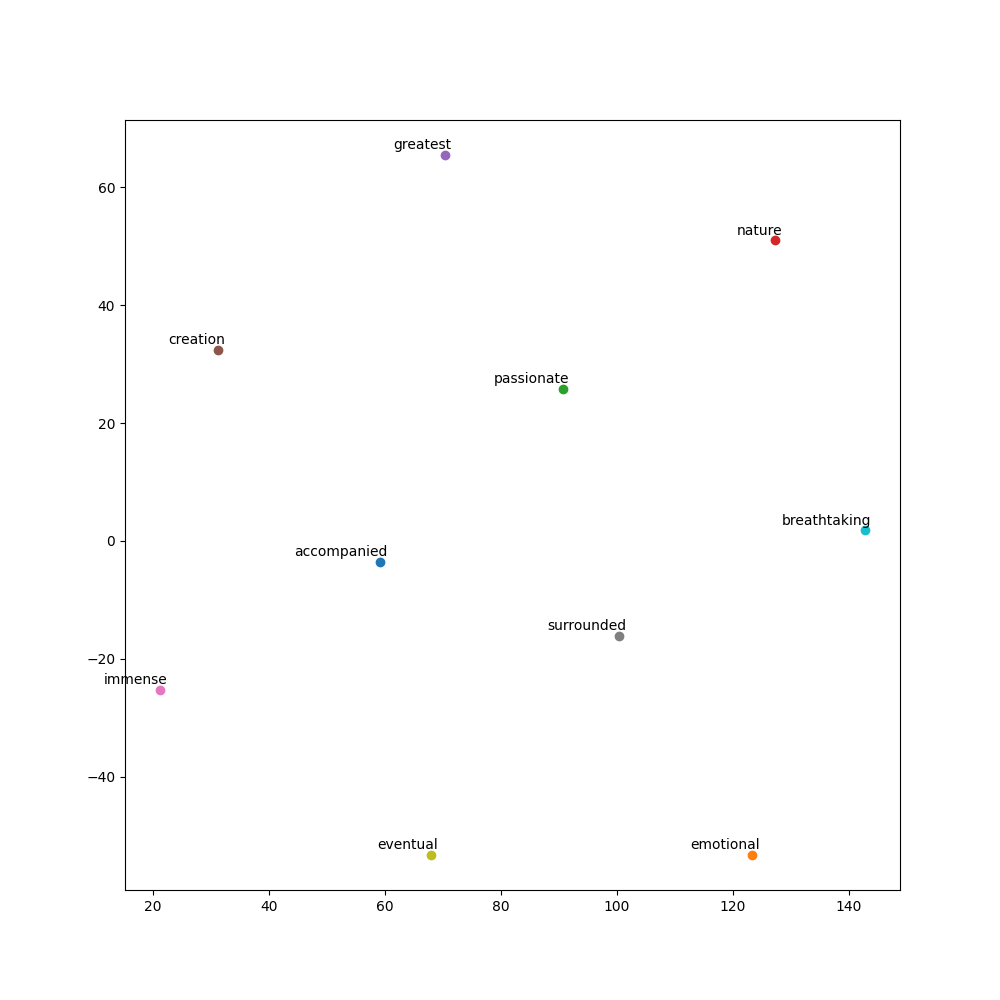 greatest
60
nature
40
creation
passionate
20
breathtaking
0
accompanied
surrounded
−20
immense
−40
eventual
emotional
20 40 60 80 100 120 140